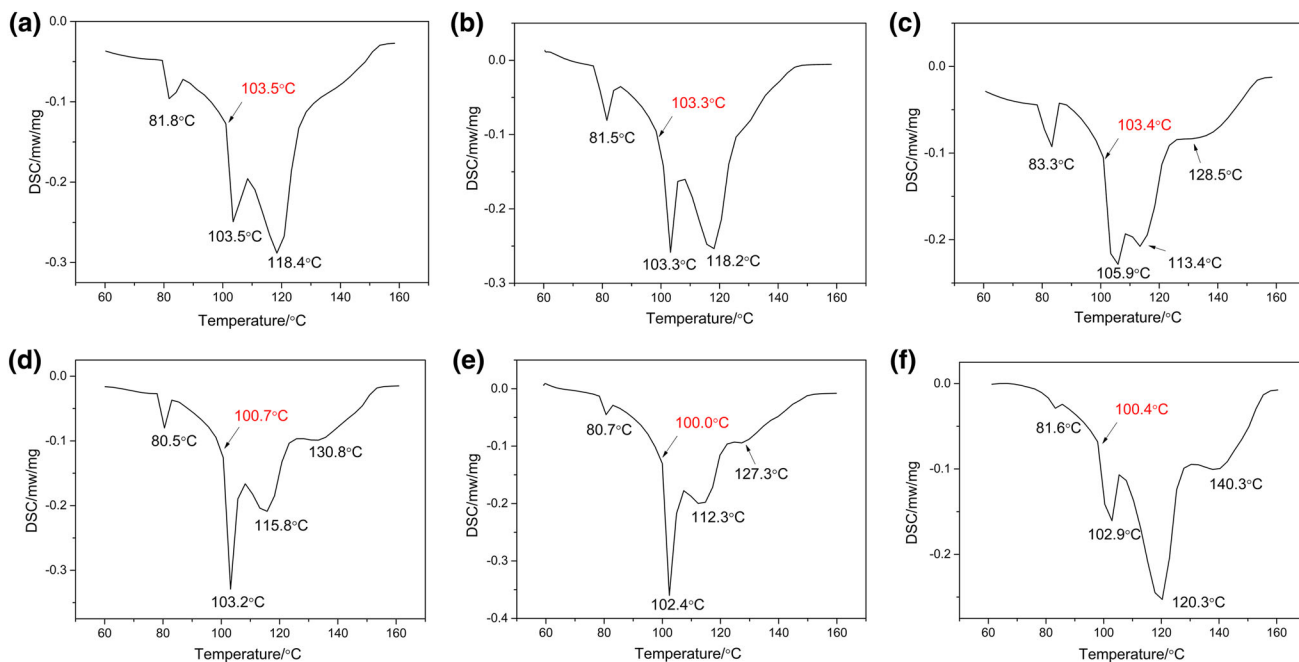 (a)
0.0
-0.1
-0.2
-0.3
DSC/mw/mg
81.8°C
103.5°C
103.5°C
118.4°C
60 80 100 120 140 160
Temperature/°C
(b)
0.0
-0.1
-0.2
-0.3
DSC/mw/mg
81.5°C
103.3°C
103.3°C
118.2°C
60 80 100 120 140 160
Temperature/°C
(c)
0.0
-0.1
-0.2
DSC/mw/mg
83.3°C
103.4°C
128.5°C
105.9°C
113.4°C
60 80 100 120 140 160
Temperature/°C
(d)
0.0
-0.1
-0.2
-0.3
DSC/mw/mg
80.5°C
100.7°C
130.8°C
115.8°C
103.2°C
60 80 100 120 140 160
Temperature/°C
(e)
0.0
-0.1
-0.2
-0.3
-0.4
DSC/mw/mg
80.7°C
100.0°C
127.3°C
112.3°C
102.4°C
60 80 100 120 140 160
Temperature/°C
(f)
0.0
-0.1
-0.2
DSC/mw/mg
81.6°C
100.4°C
140.3°C
102.9°C
120.3°C
60 80 100 120 140 160
Temperature/°C